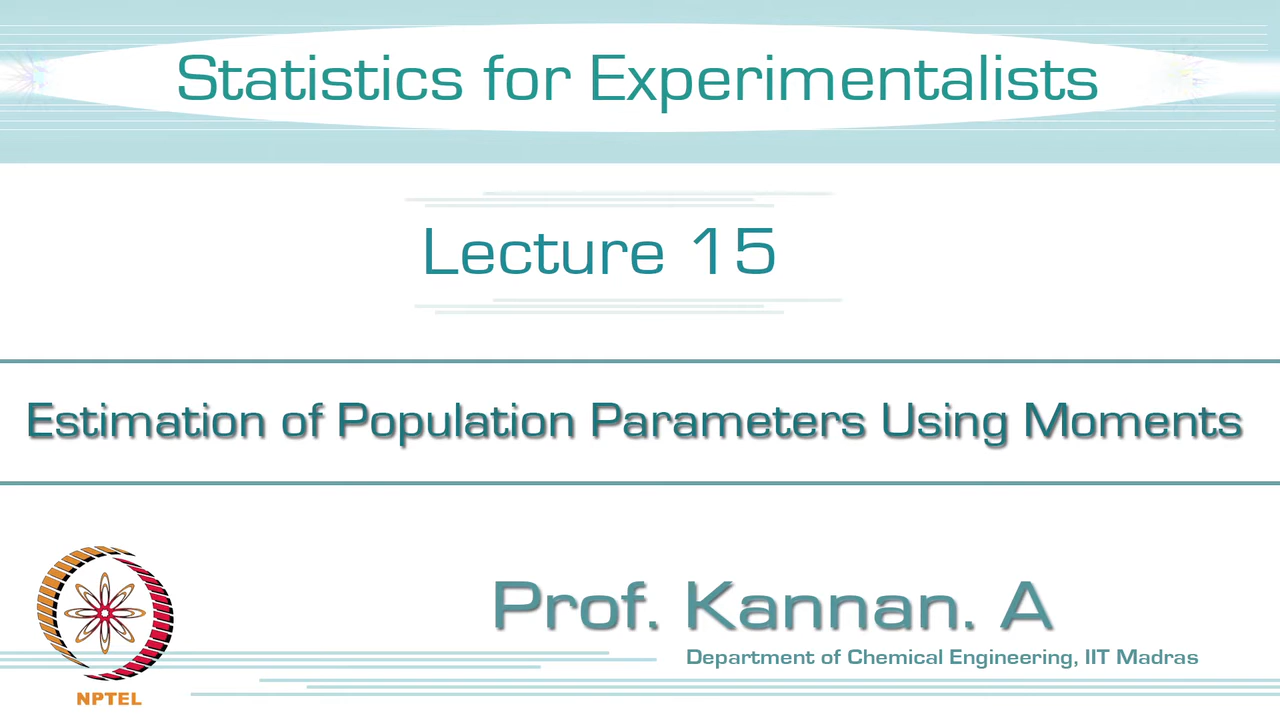 Statistics for Experimentalists
Lecture 15
Estimation of Population Parameters Using Moments
Prof. Kannan. A
Department of Chemical Engineering, IIT Madras
NPTEL